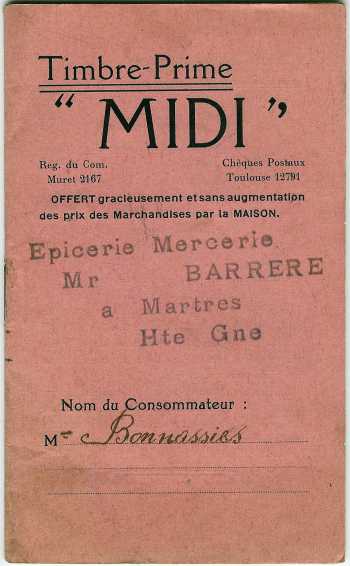 Timbre-Prime
“ MIDI ”
Reg. du Com.
Muret 2167
Chèques Postaux
Toulouse 12791
OFFERT gracieusement et sans augmentation
des prix des Marchandises par la MAISON.
Epicerie Mercerie
Mr BARRERE
a Martres
Hte Gne
Nom du Consommateur :
Mme Bonnassies